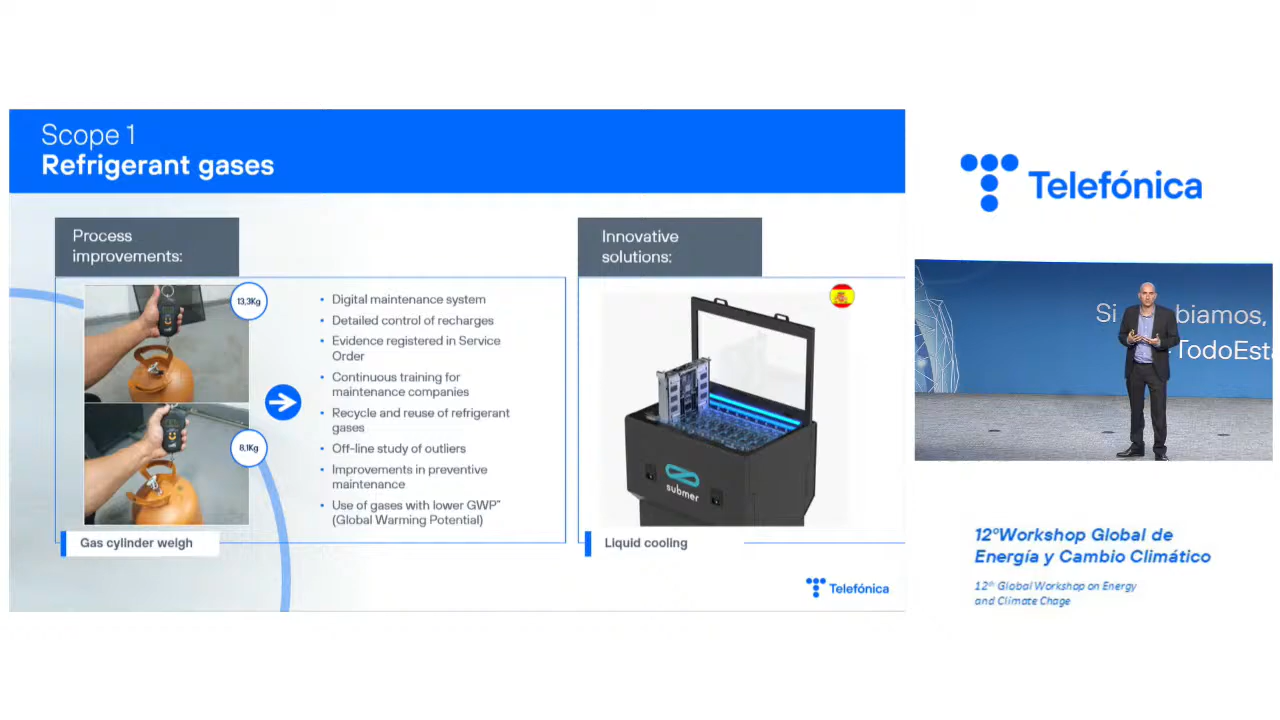 Scope 1
Refrigerant gases
Process
improvements:
13,3Kg
8,1Kg
• Digital maintenance system
• Detailed control of recharges
• Evidence registered in Service
Order
• Continuous training for
maintenance companies
• Recycle and reuse of refrigerant
gases
• Off-line study of outliers
• Improvements in preventive
maintenance
• Use of gases with lower GWP"
(Global Warming Potential)
Gas cylinder weigh
Innovative
solutions:
submer
Liquid cooling
Telefónica
Telefónica
Si biamos,
TodoEst
12ºWorkshop Global de
Energía y Cambio Climático
12th Global Workshop on Energy
and Climate Chage